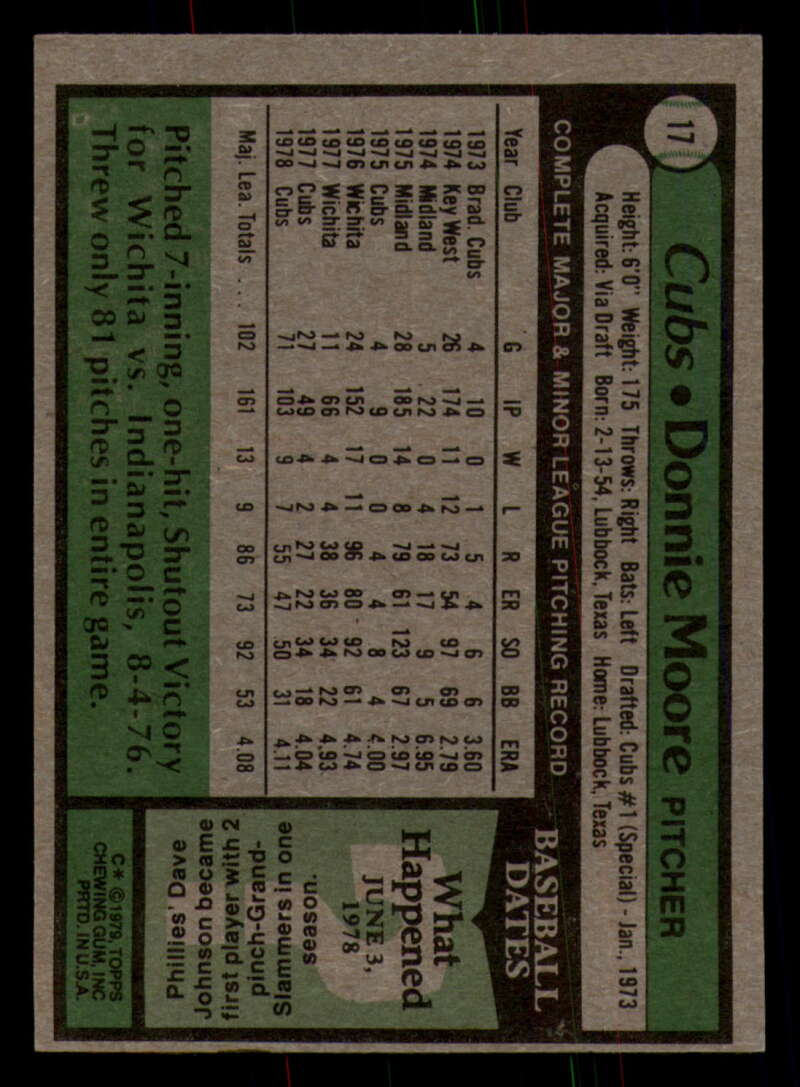 17
Cubs • Donnie Moore PITCHER
Height: 6'0" Weight: 175 Throws: Right Bats: Left Drafted: Cubs #1 (Special) - Jan., 1973
Acquired: Via Draft Born: 2-13-54, Lubbock, Texas Home: Lubbock, Texas
COMPLETE MAJOR & MINOR LEAGUE PITCHING RECORD
Year Club G IP W L R ER SO BB ERA
1973 Brad. Cubs 4 10 0 1 5 4 6 6 3.60
1974 Key West 26 174 11 12 73 54 97 69 2.79
1974 Midland 5 22 0 4 18 17 9 5 6.95
1975 Midland 28 185 14 8 79 61 123 67 2.97
1975 Cubs 4 9 0 0 4 4 8 4 4.00
1976 Wichita 24 152 17 11 96 80 92 61 4.74
1977 Wichita 11 66 4 4 38 36 34 22 4.93
1977 Cubs 27 49 4 2 27 22 34 18 4.04
1978 Cubs 71 103 9 7 55 47 50 31 4.11
Maj. Lea. Totals . . . 102 161 13 9 86 73 92 53 4.08
Pitched 7-inning, one-hit, Shutout Victory
for Wichita vs. Indianapolis, 8-4-76.
Threw only 81 pitches in entire game.
BASEBALL
DATES
What
Happened
JUNE 3,
1978
Phillies' Dave
Johnson became
first player with 2
pinch-Grand-
Slammers in one
season.
C* ©1979, TOPPS
CHEWING GUM, INC
PRTD. IN U.S.A.